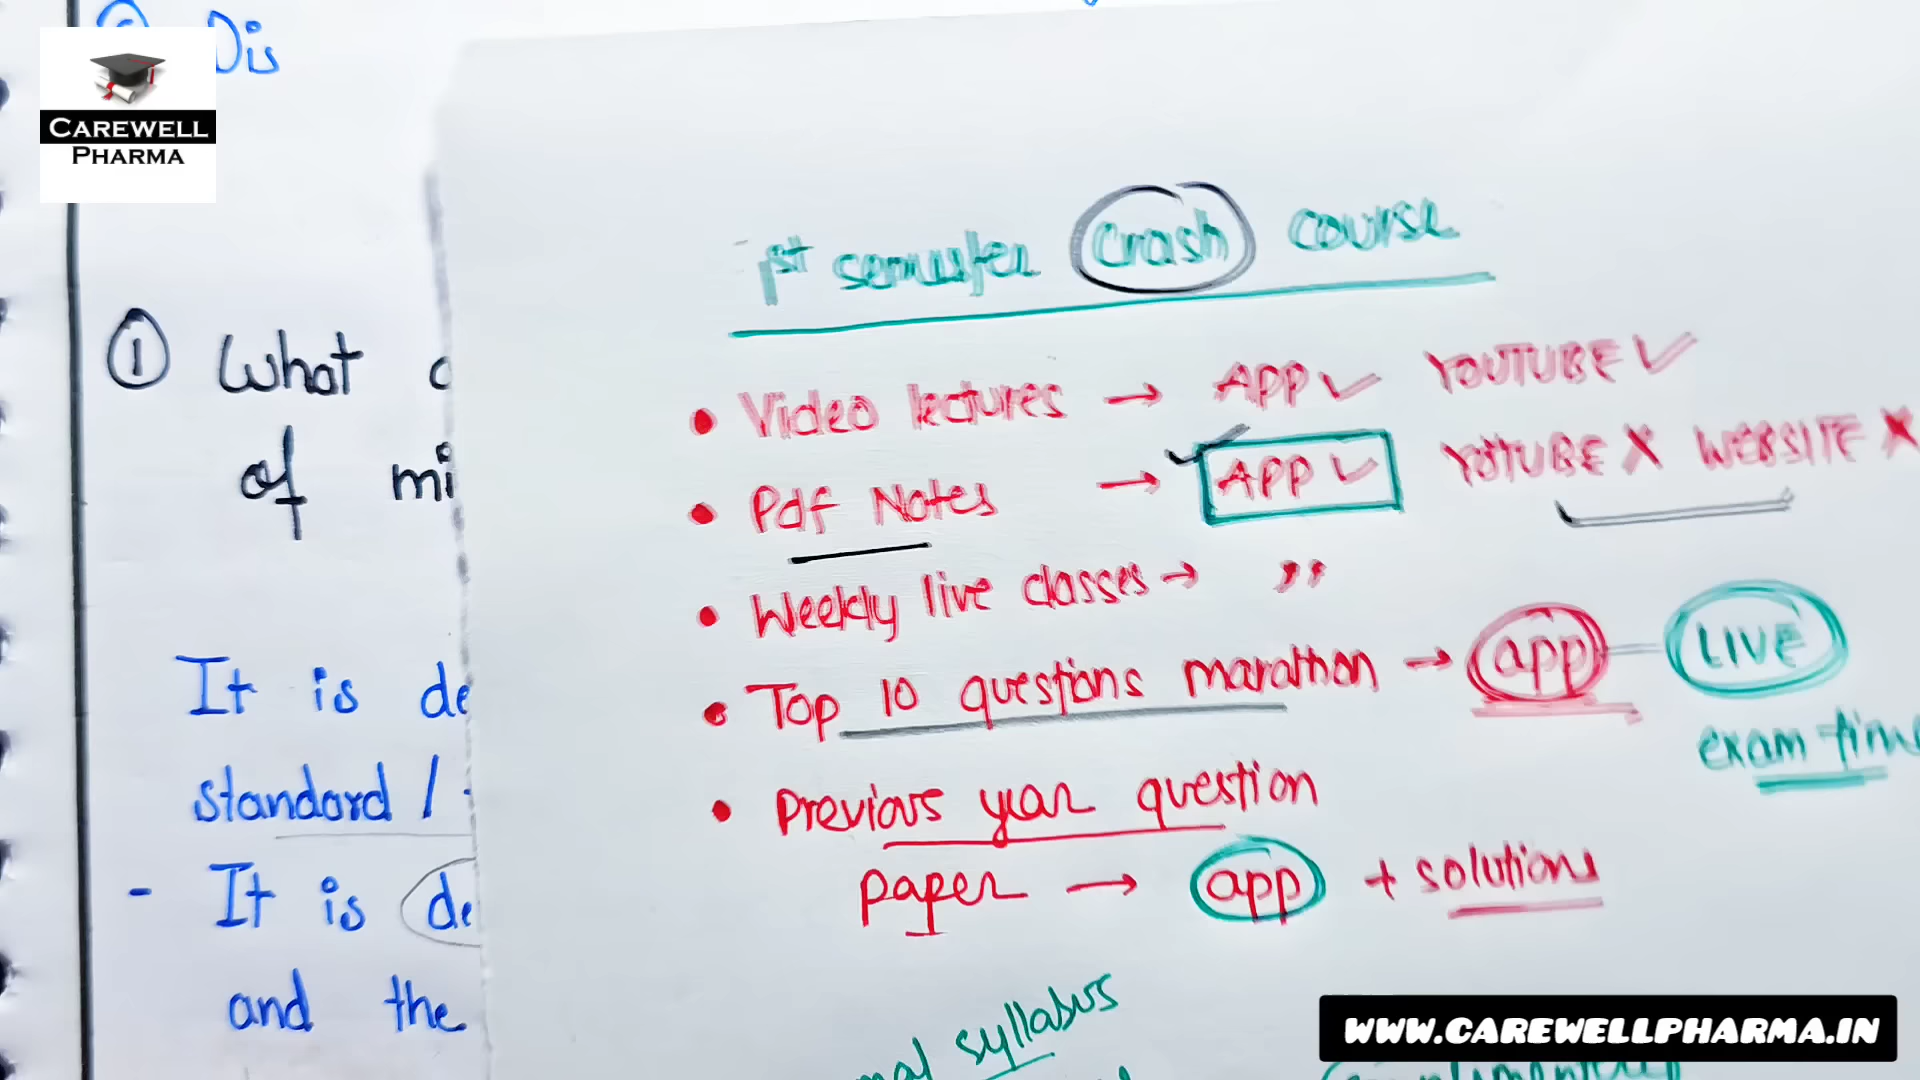 Dis
CAREWELL
PHARMA
1st semester crash course
① What
of mi
• Video lectures → APP ✓ YOUTUBE ✓
• Pdf Notes → APP ✓ YOUTUBE X WEBSITE X
• Weekly live classes → "
• Top 10 questions marathon → app — LIVE
exam time
• Previous year question
paper → app + solutions
It is de
standard /
- It is de
and the
syllabus
WWW.CAREWELLPHARMA.IN